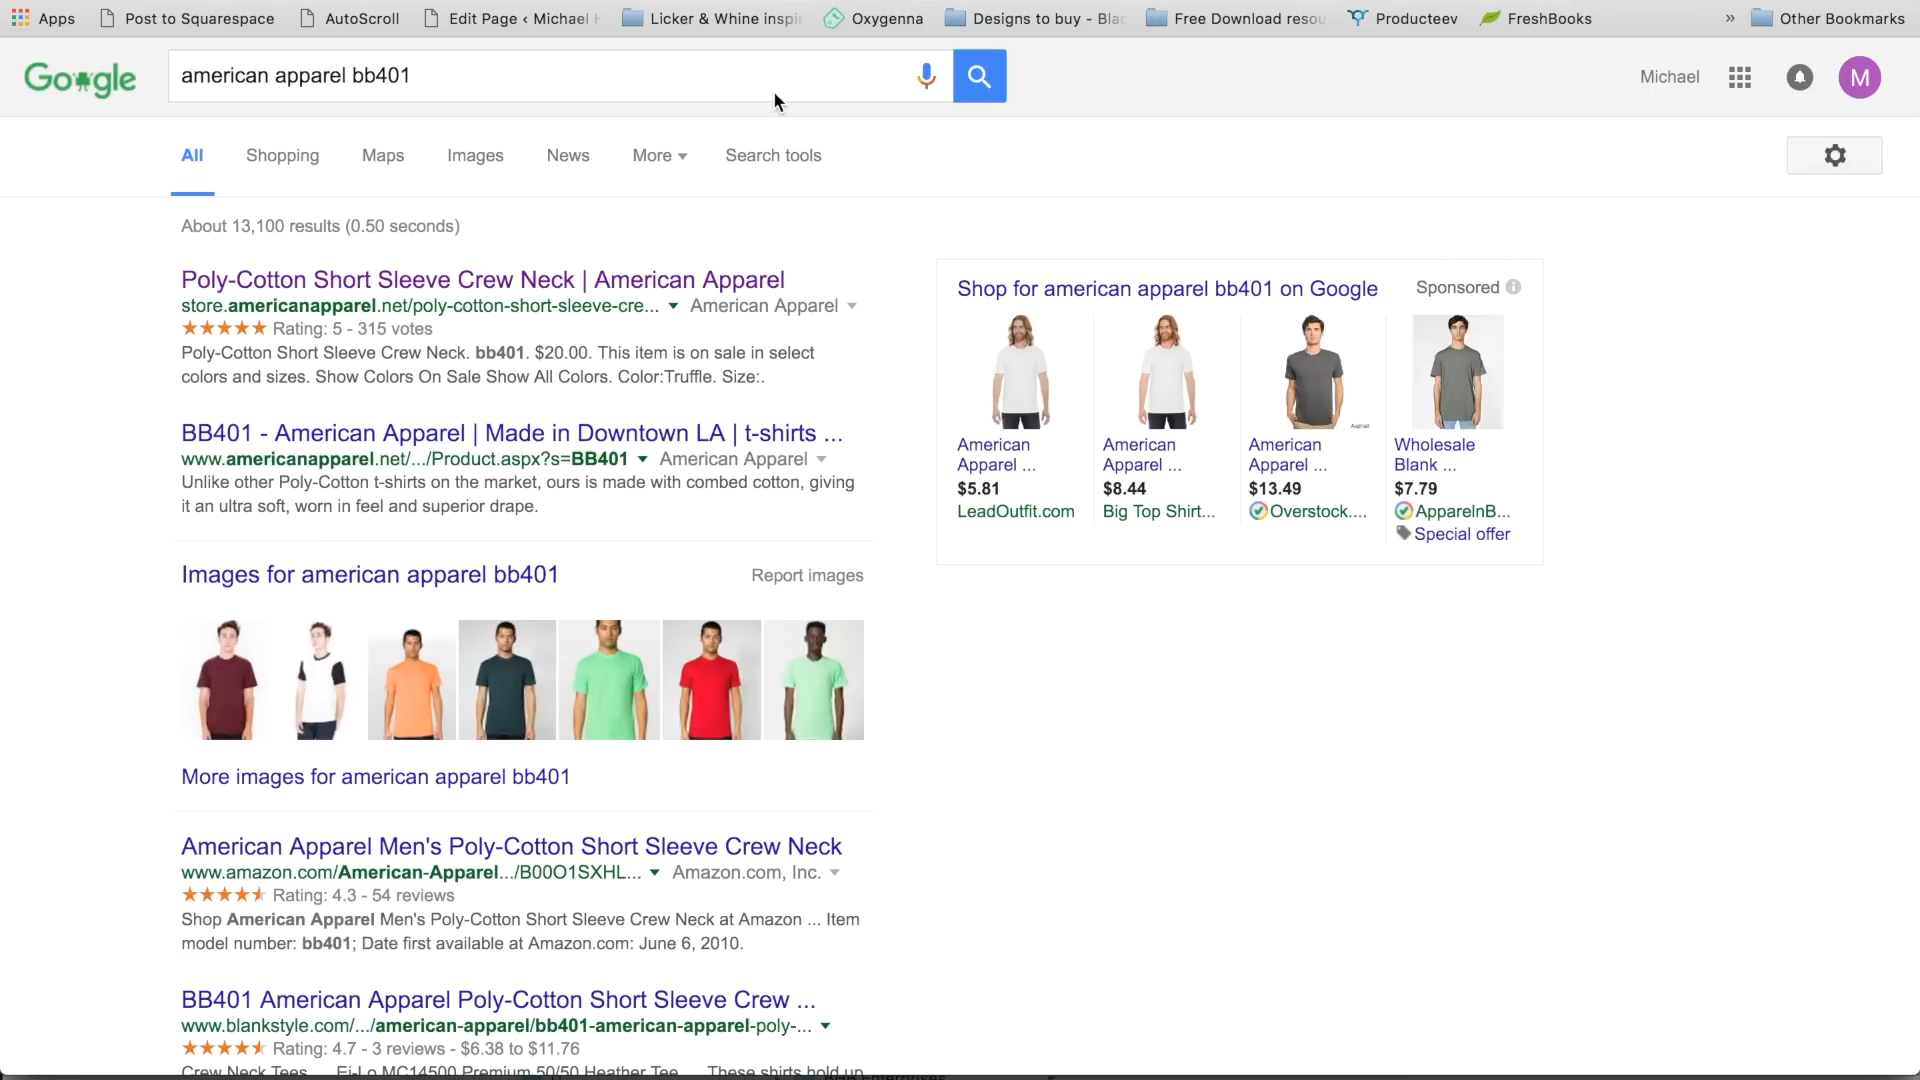 Apps Post to Squarespace AutoScroll Edit Page ‹ Michael Licker & Whine inspi Oxygenna Designs to buy - Bla Free Download resou Producteev FreshBooks » Other Bookmarks
Google american apparel bb401 Michael M
All Shopping Maps Images News More Search tools
About 13,100 results (0.50 seconds)
Poly-Cotton Short Sleeve Crew Neck | American Apparel
store.americanapparel.net/poly-cotton-short-sleeve-cre... American Apparel
Rating: 5 - 315 votes
Poly-Cotton Short Sleeve Crew Neck. bb401. $20.00. This item is on sale in select
colors and sizes. Show Colors On Sale Show All Colors. Color:Truffle. Size:.
BB401 - American Apparel | Made in Downtown LA | t-shirts ...
www.americanapparel.net/.../Product.aspx?s=BB401 American Apparel
Unlike other Poly-Cotton t-shirts on the market, ours is made with combed cotton, giving
it an ultra soft, worn in feel and superior drape.
Images for american apparel bb401 Report images
More images for american apparel bb401
American Apparel Men's Poly-Cotton Short Sleeve Crew Neck
www.amazon.com/American-Apparel.../B00O1SXHL... Amazon.com, Inc.
Rating: 4.3 - 54 reviews
Shop American Apparel Men's Poly-Cotton Short Sleeve Crew Neck at Amazon ... Item
model number: bb401; Date first available at Amazon.com: June 6, 2010.
BB401 American Apparel Poly-Cotton Short Sleeve Crew ...
www.blankstyle.com/.../american-apparel/bb401-american-apparel-poly-...
Rating: 4.7 - 3 reviews - $6.38 to $11.76
Crew Neck Tees ... Ei-Lo MC14500 Premium 50/50 Heather Tee ... These shirts hold up
Shop for american apparel bb401 on Google Sponsored
American
Apparel ...
$5.81
LeadOutfit.com
American
Apparel ...
$8.44
Big Top Shirt...
Asphalt
American
Apparel ...
$13.49
Overstock....
Wholesale
Blank ...
$7.79
ApparelnB...
Special offer